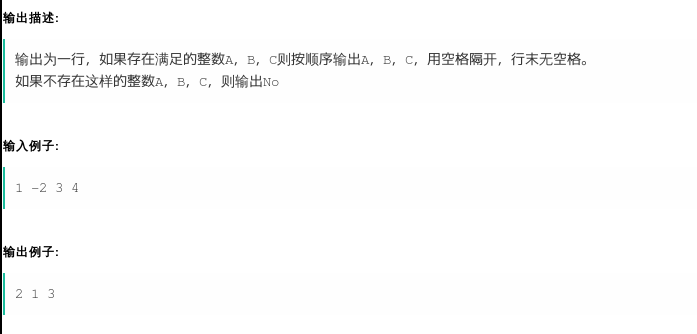 输出描述:
输出为一行，如果存在满足的整数A, B, C则按顺序输出A, B, C, 用空格隔开，行末无空格。
如果不存在这样的整数A, B, C, 则输出No
输入例子:
1 -2 3 4
输出例子:
2 1 3